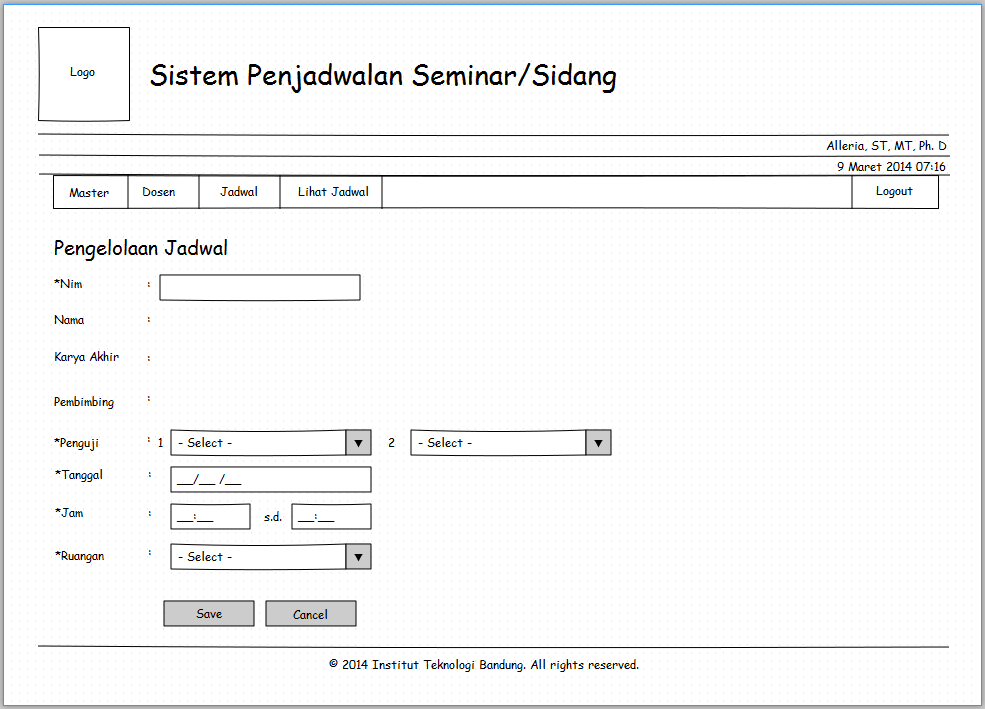 Logo
Sistem Penjadwalan Seminar/Sidang
Alleria, ST, MT, Ph. D
9 Maret 2014 07:16
Master Dosen Jadwal Lihat Jadwal Logout
Pengelolaan Jadwal
*Nim :
Nama :
Karya Akhir :
Pembimbing :
*Penguji : 1 - Select - ▼ 2 - Select - ▼
*Tanggal : __/__ /__
*Jam : __:__ s.d. __:__
*Ruangan : - Select - ▼
Save Cancel
© 2014 Institut Teknologi Bandung. All rights reserved.